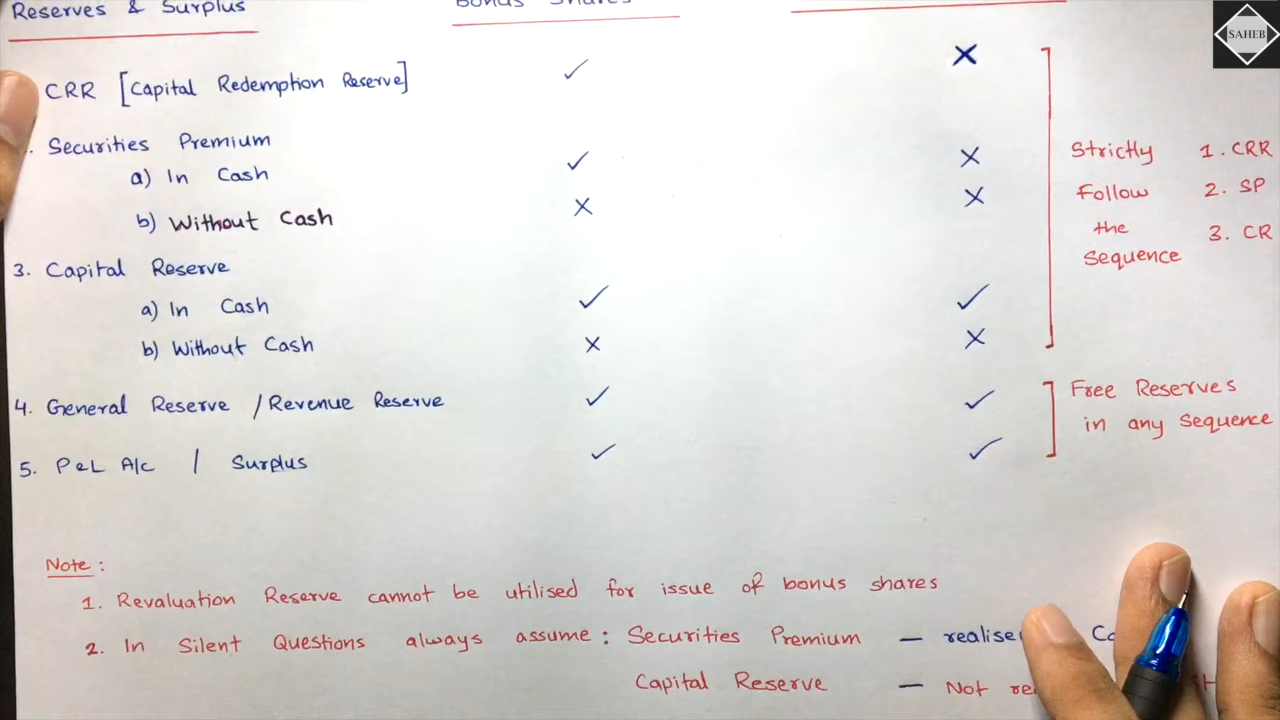 Reserves & Surplus
Bonus Shares
SAHEB
CRR [Capital Redemption Reserve] ✓ ×
Securities Premium
a) In Cash ✓ ×
b) Without Cash × ×
3. Capital Reserve
a) In Cash ✓ ✓
b) Without Cash × ×
4. General Reserve / Revenue Reserve ✓ ✓
5. P&L A/c / Surplus ✓ ✓
Strictly 1. CRR
Follow 2. SP
the 3. CR
Sequence
Free Reserves
in any Sequence
Note :
1. Revaluation Reserve cannot be utilised for issue of bonus shares
2. In Silent Questions always assume : Securities Premium —
Capital Reserve — Not